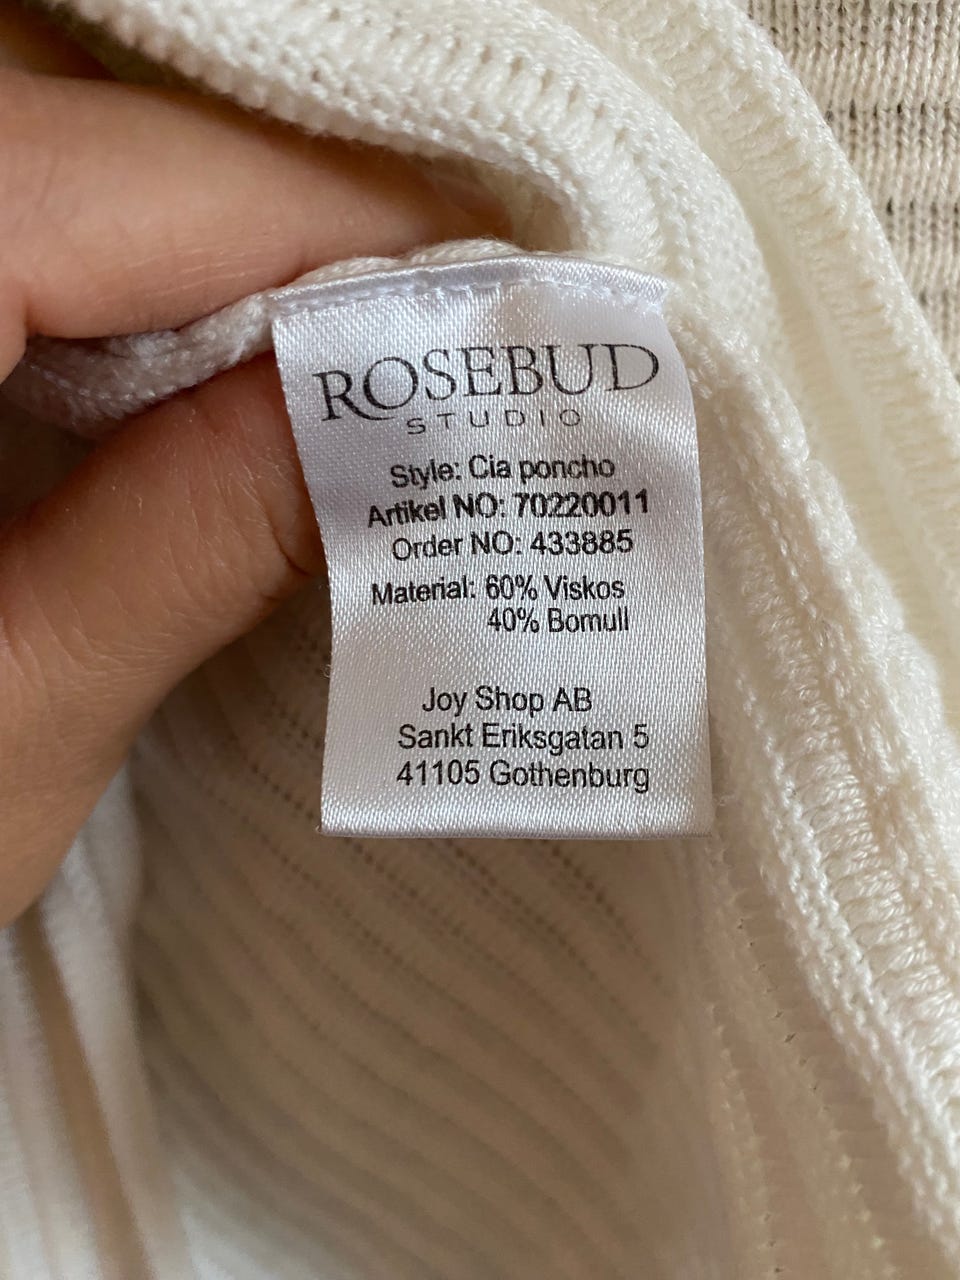 ROSEBUD
STUDIO
Style: Cia poncho
Artikel NO: 70220011
Order NO: 433885
Material: 60% Viskos
40% Bomull
Joy Shop AB
Sankt Eriksgatan 5
41105 Gothenburg